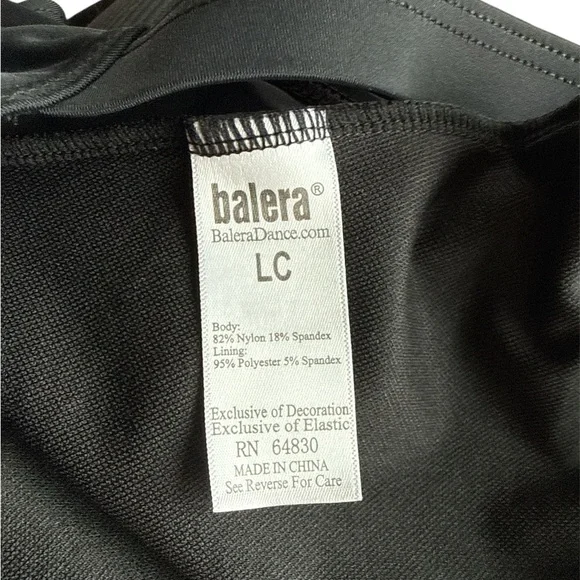 balera®
BaleraDance.com
LC
Body:
82% Nylon 18% Spandex
Lining:
95% Polyester 5% Spandex
Exclusive of Decoration
Exclusive of Elastic
RN 64830
MADE IN CHINA
See Reverse For Care